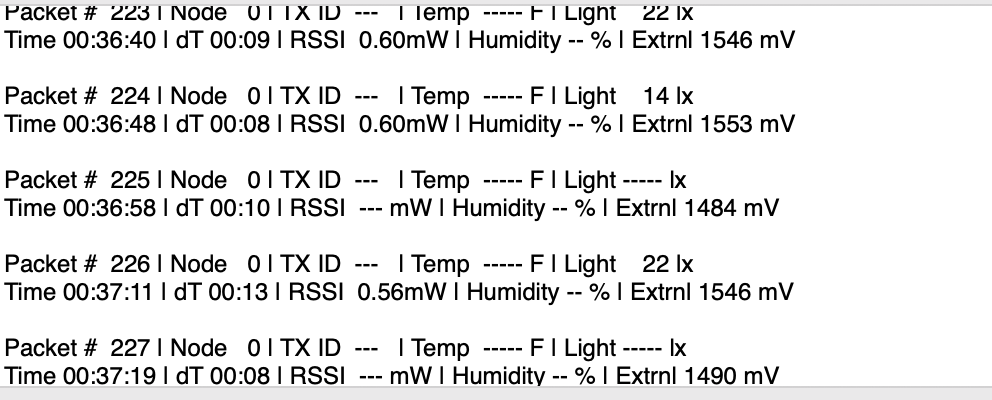 Packet #  223 | Node   0 | TX ID  ---   | Temp  ----- F | Light    22 lx
Time 00:36:40 | dT 00:09 | RSSI  0.60mW | Humidity -- % | Extrnl 1546 mV
Packet #  224 | Node   0 | TX ID  ---   | Temp  ----- F | Light    14 lx
Time 00:36:48 | dT 00:08 | RSSI  0.60mW | Humidity -- % | Extrnl 1553 mV
Packet #  225 | Node   0 | TX ID  ---   | Temp  ----- F | Light ----- lx
Time 00:36:58 | dT 00:10 | RSSI  --- mW | Humidity -- % | Extrnl 1484 mV
Packet #  226 | Node   0 | TX ID  ---   | Temp  ----- F | Light    22 lx
Time 00:37:11 | dT 00:13 | RSSI  0.56mW | Humidity -- % | Extrnl 1546 mV
Packet #  227 | Node   0 | TX ID  ---   | Temp  ----- F | Light ----- lx
Time 00:37:19 | dT 00:08 | RSSI  --- mW | Humidity -- % | Extrnl 1490 mV